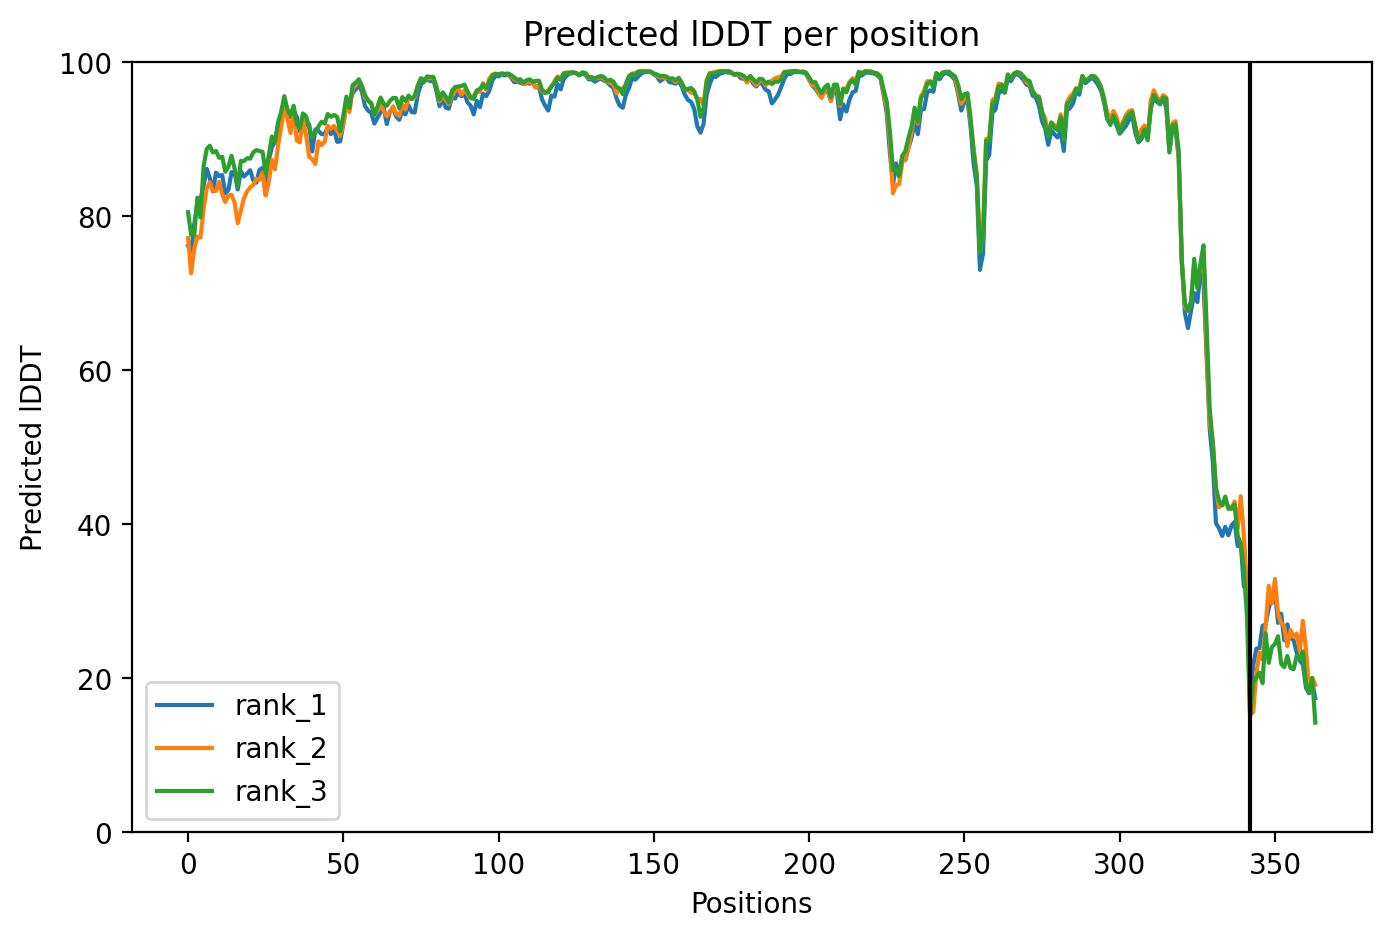 Predicted lDDT per position
100
80
60
40
20
0
Predicted lDDT
rank_1
rank_2
rank_3
0 50 100 150 200 250 300 350
Positions